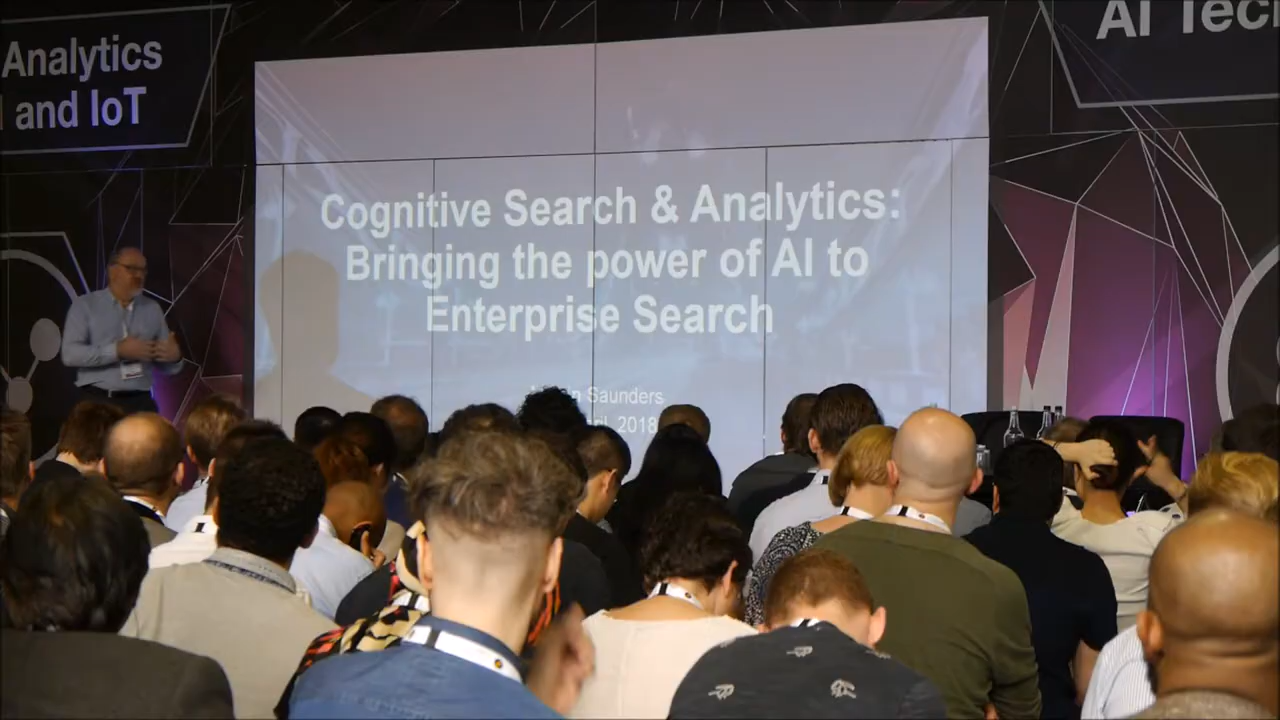 Analytics
and IoT
AI Tec
Cognitive Search & Analytics:
Bringing the power of AI to
Enterprise Search
Saunders
2018